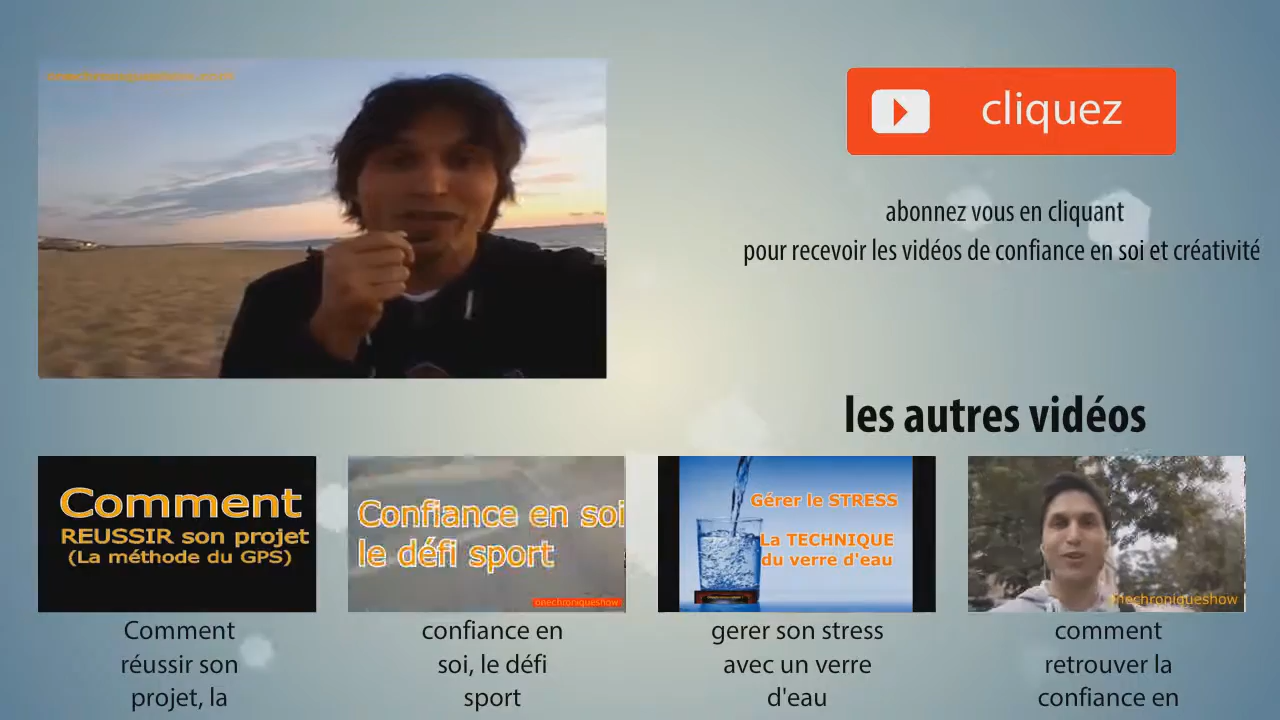 cliquez
abonnez vous en cliquant
pour recevoir les vidéos de confiance en soi et créativité
les autres vidéos
Comment
REUSSIR son projet
(La méthode du GPS)
Confiance en soi
le défi sport
onechroniqueshow
Gérer le STRESS
La TECHNIQUE
du verre d'eau
onechroniqueshow
Comment
réussir son
projet, la
confiance en
soi, le défi
sport
gerer son stress
avec un verre
d'eau
comment
retrouver la
confiance en